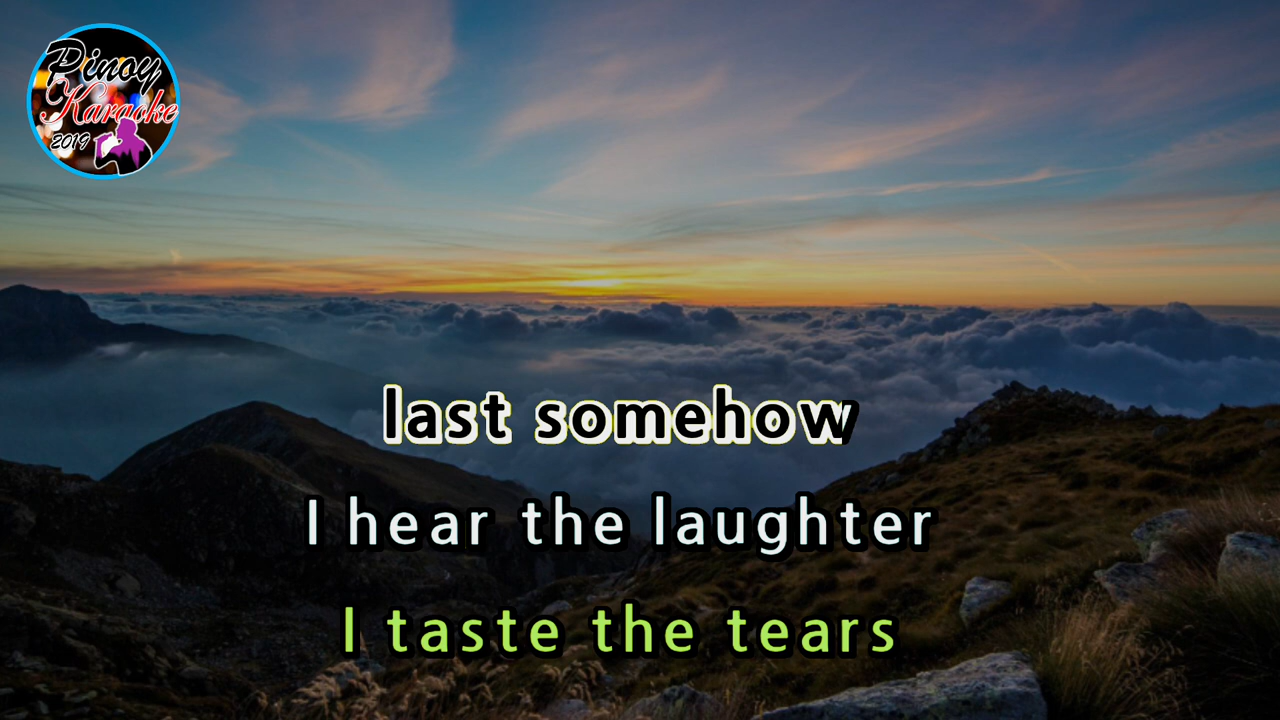 Pinoy
Karaoke
2019
last somehow
I hear the laughter
I taste the tears